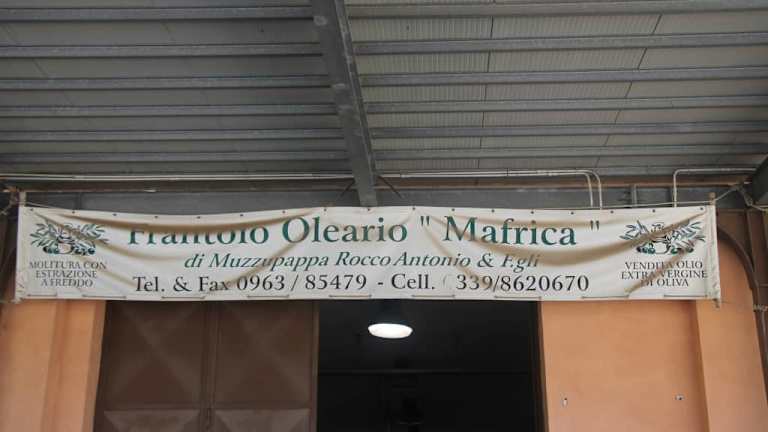 MOLITURA CON
ESTRAZIONE
A FREDDO
Frantoio Oleario " Mafrica "
di Muzzupappa Rocco Antonio & F.gli
Tel. & Fax 0963 / 85479 - Cell. 339/8620670
VENDITA OLIO
EXTRA VERGINE
DI OLIVA